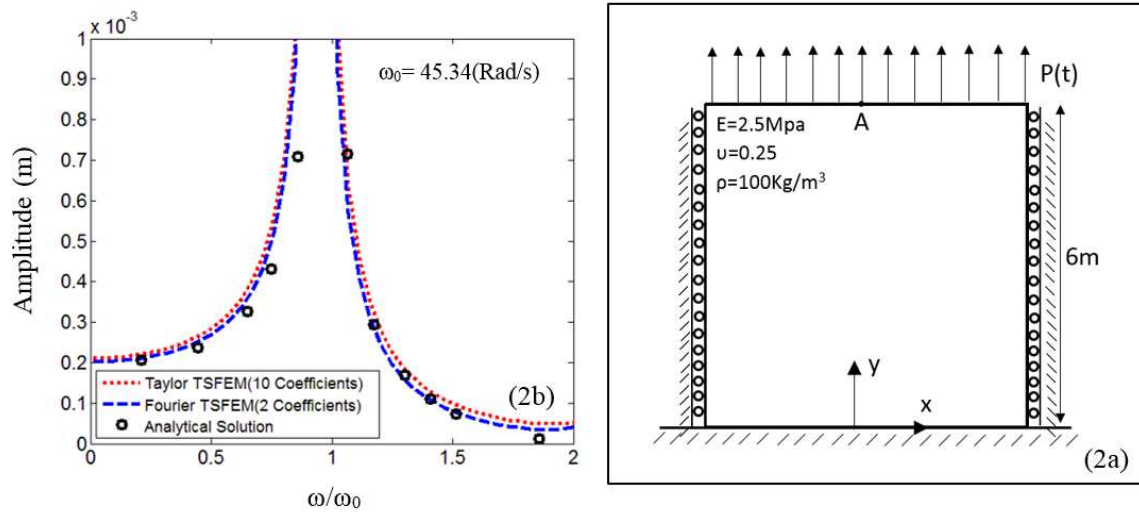 x 10⁻³
1
0.9
0.8
0.7
0.6
0.5
0.4
0.3
0.2
0.1
0
Amplitude (m)
ω₀= 45.34(Rad/s)
Taylor TSFEM(10 Coefficients)
Fourier TSFEM(2 Coefficients)
Analytical Solution
(2b)
0 0.5 1 1.5 2
ω/ω₀
P(t)
A
E=2.5Mpa
υ=0.25
ρ=100Kg/m³
6m
y
x
(2a)